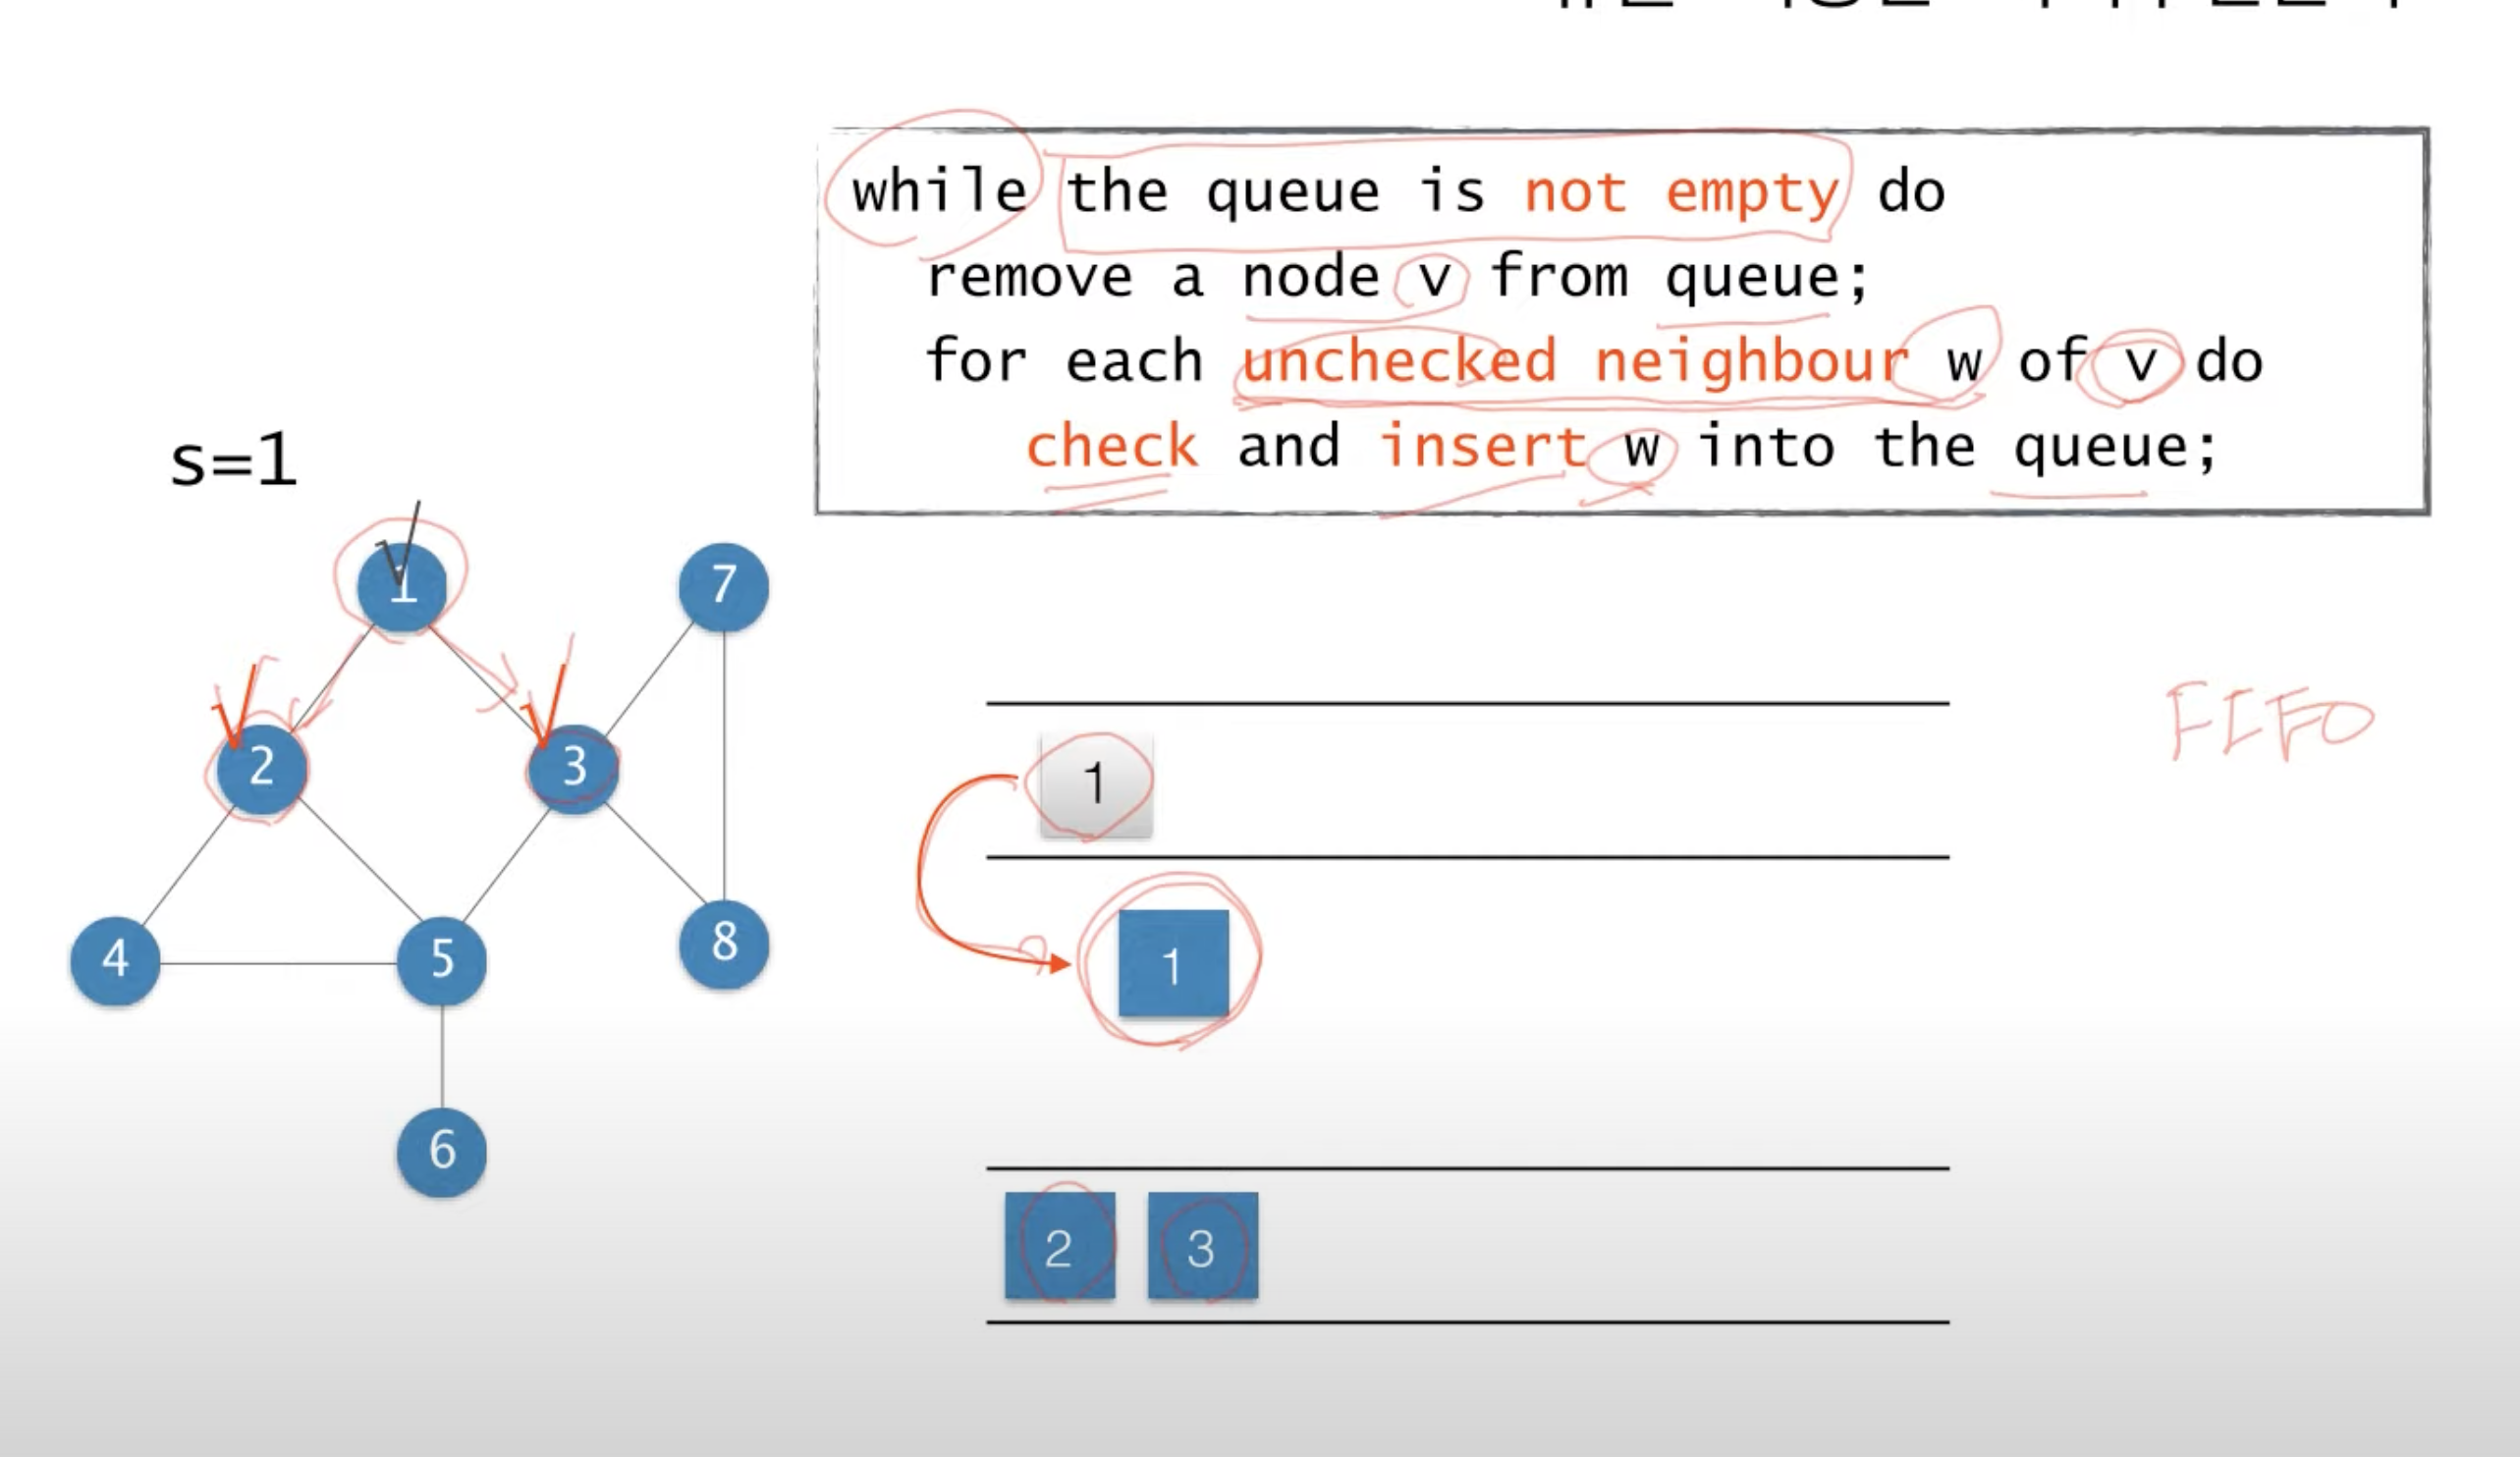 while the queue is not empty do
remove a node v from queue;
for each unchecked neighbour w of v do
check and insert w into the queue;
s=1
1
7
2
3
4
5
8
6
1
FIFO
1
2 3